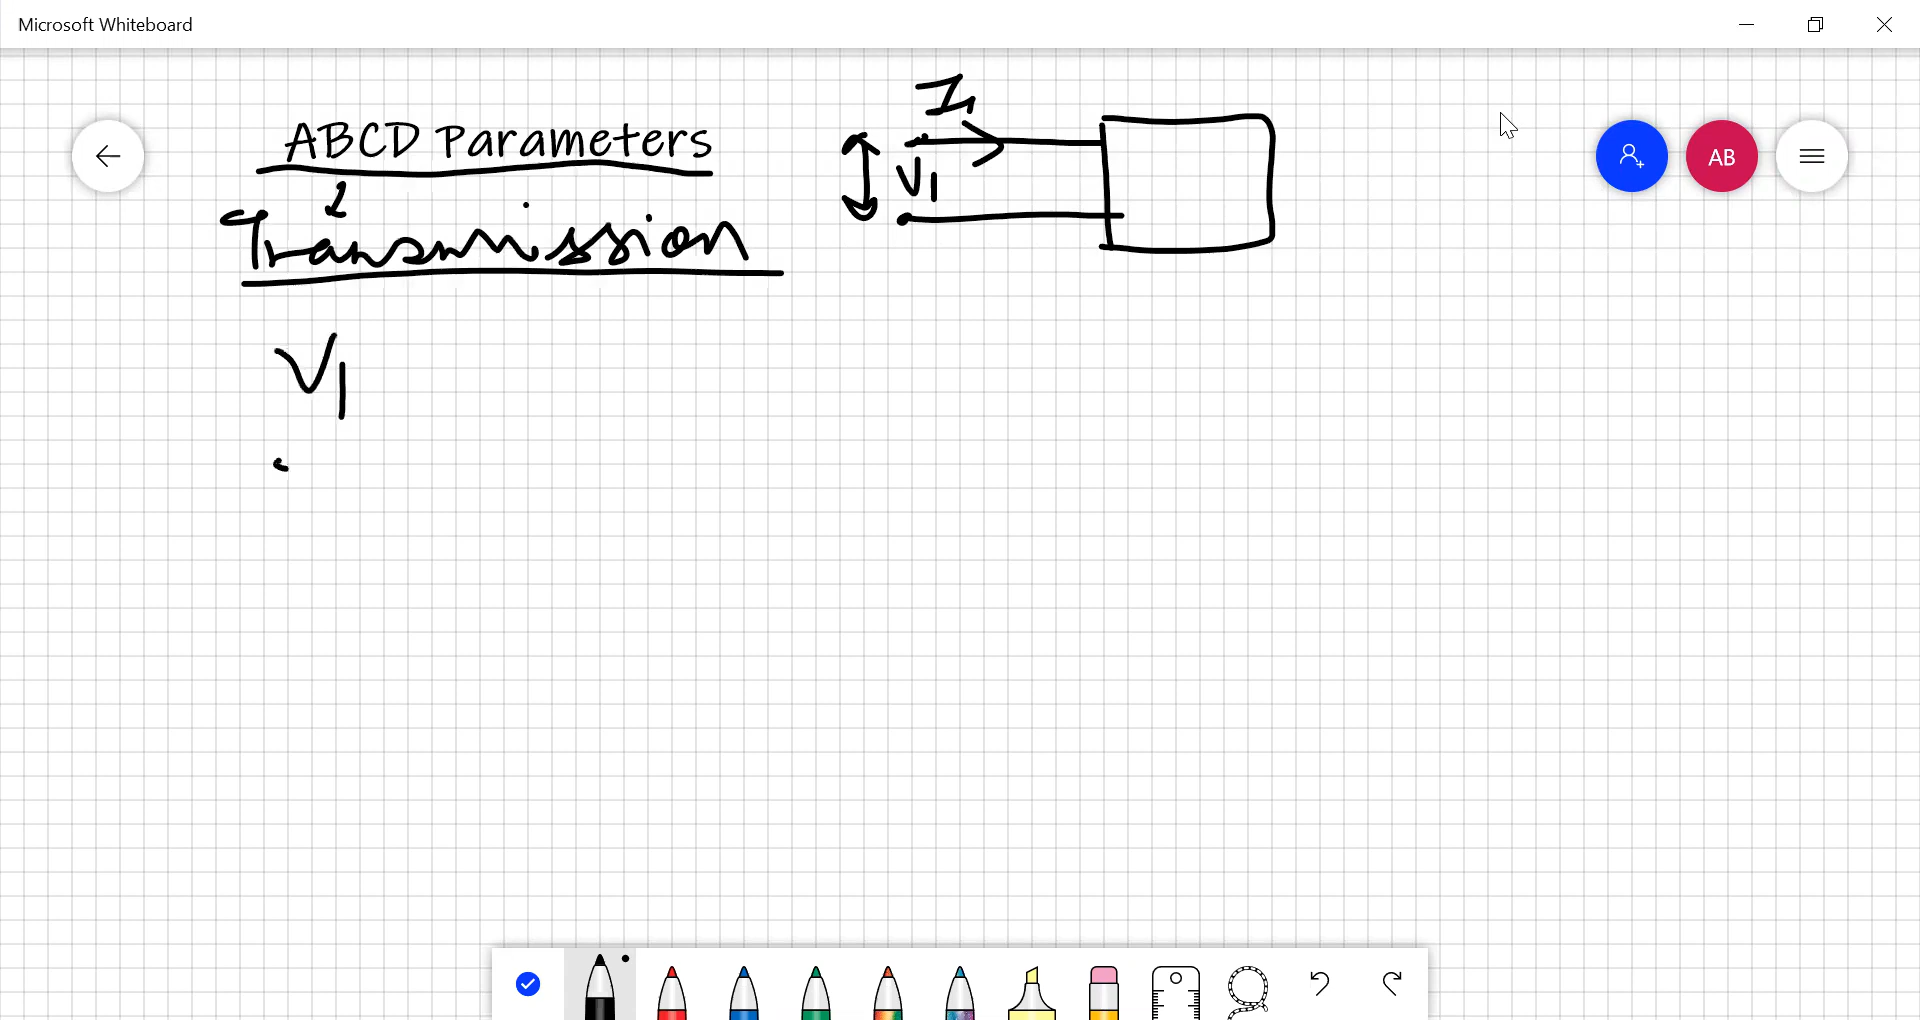 Microsoft Whiteboard
ABCD Parameters
Transmission
I1
V1
AB
V1